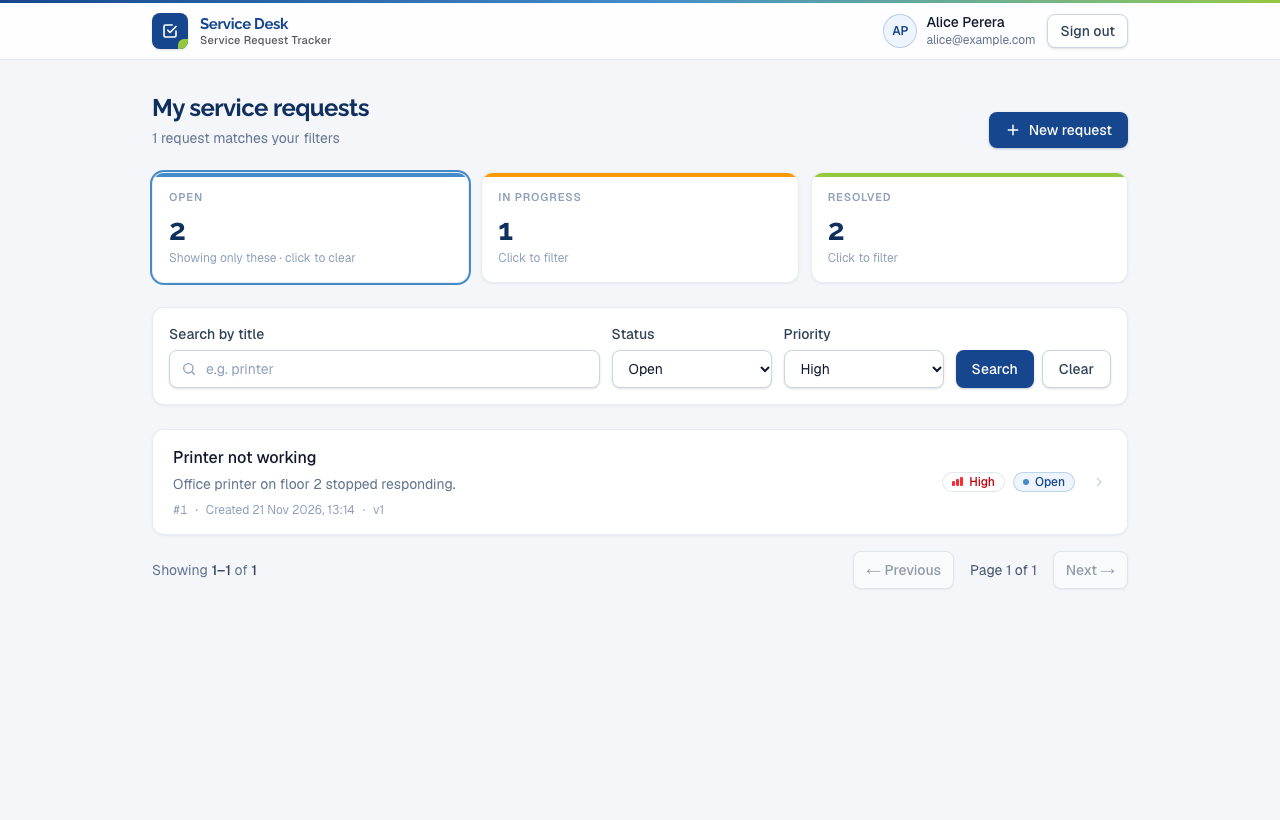 Service Desk
Service Request Tracker
AP
Alice Perera
alice@example.com
Sign out
My service requests
1 request matches your filters
+ New request
OPEN
2
Showing only these · click to clear
IN PROGRESS
1
Click to filter
RESOLVED
2
Click to filter
Search by title
e.g. printer
Status
Open
Priority
High
Search
Clear
Printer not working
Office printer on floor 2 stopped responding.
#1 · Created 21 Nov 2026, 13:14 · v1
High
Open
Showing 1–1 of 1
← Previous
Page 1 of 1
Next →